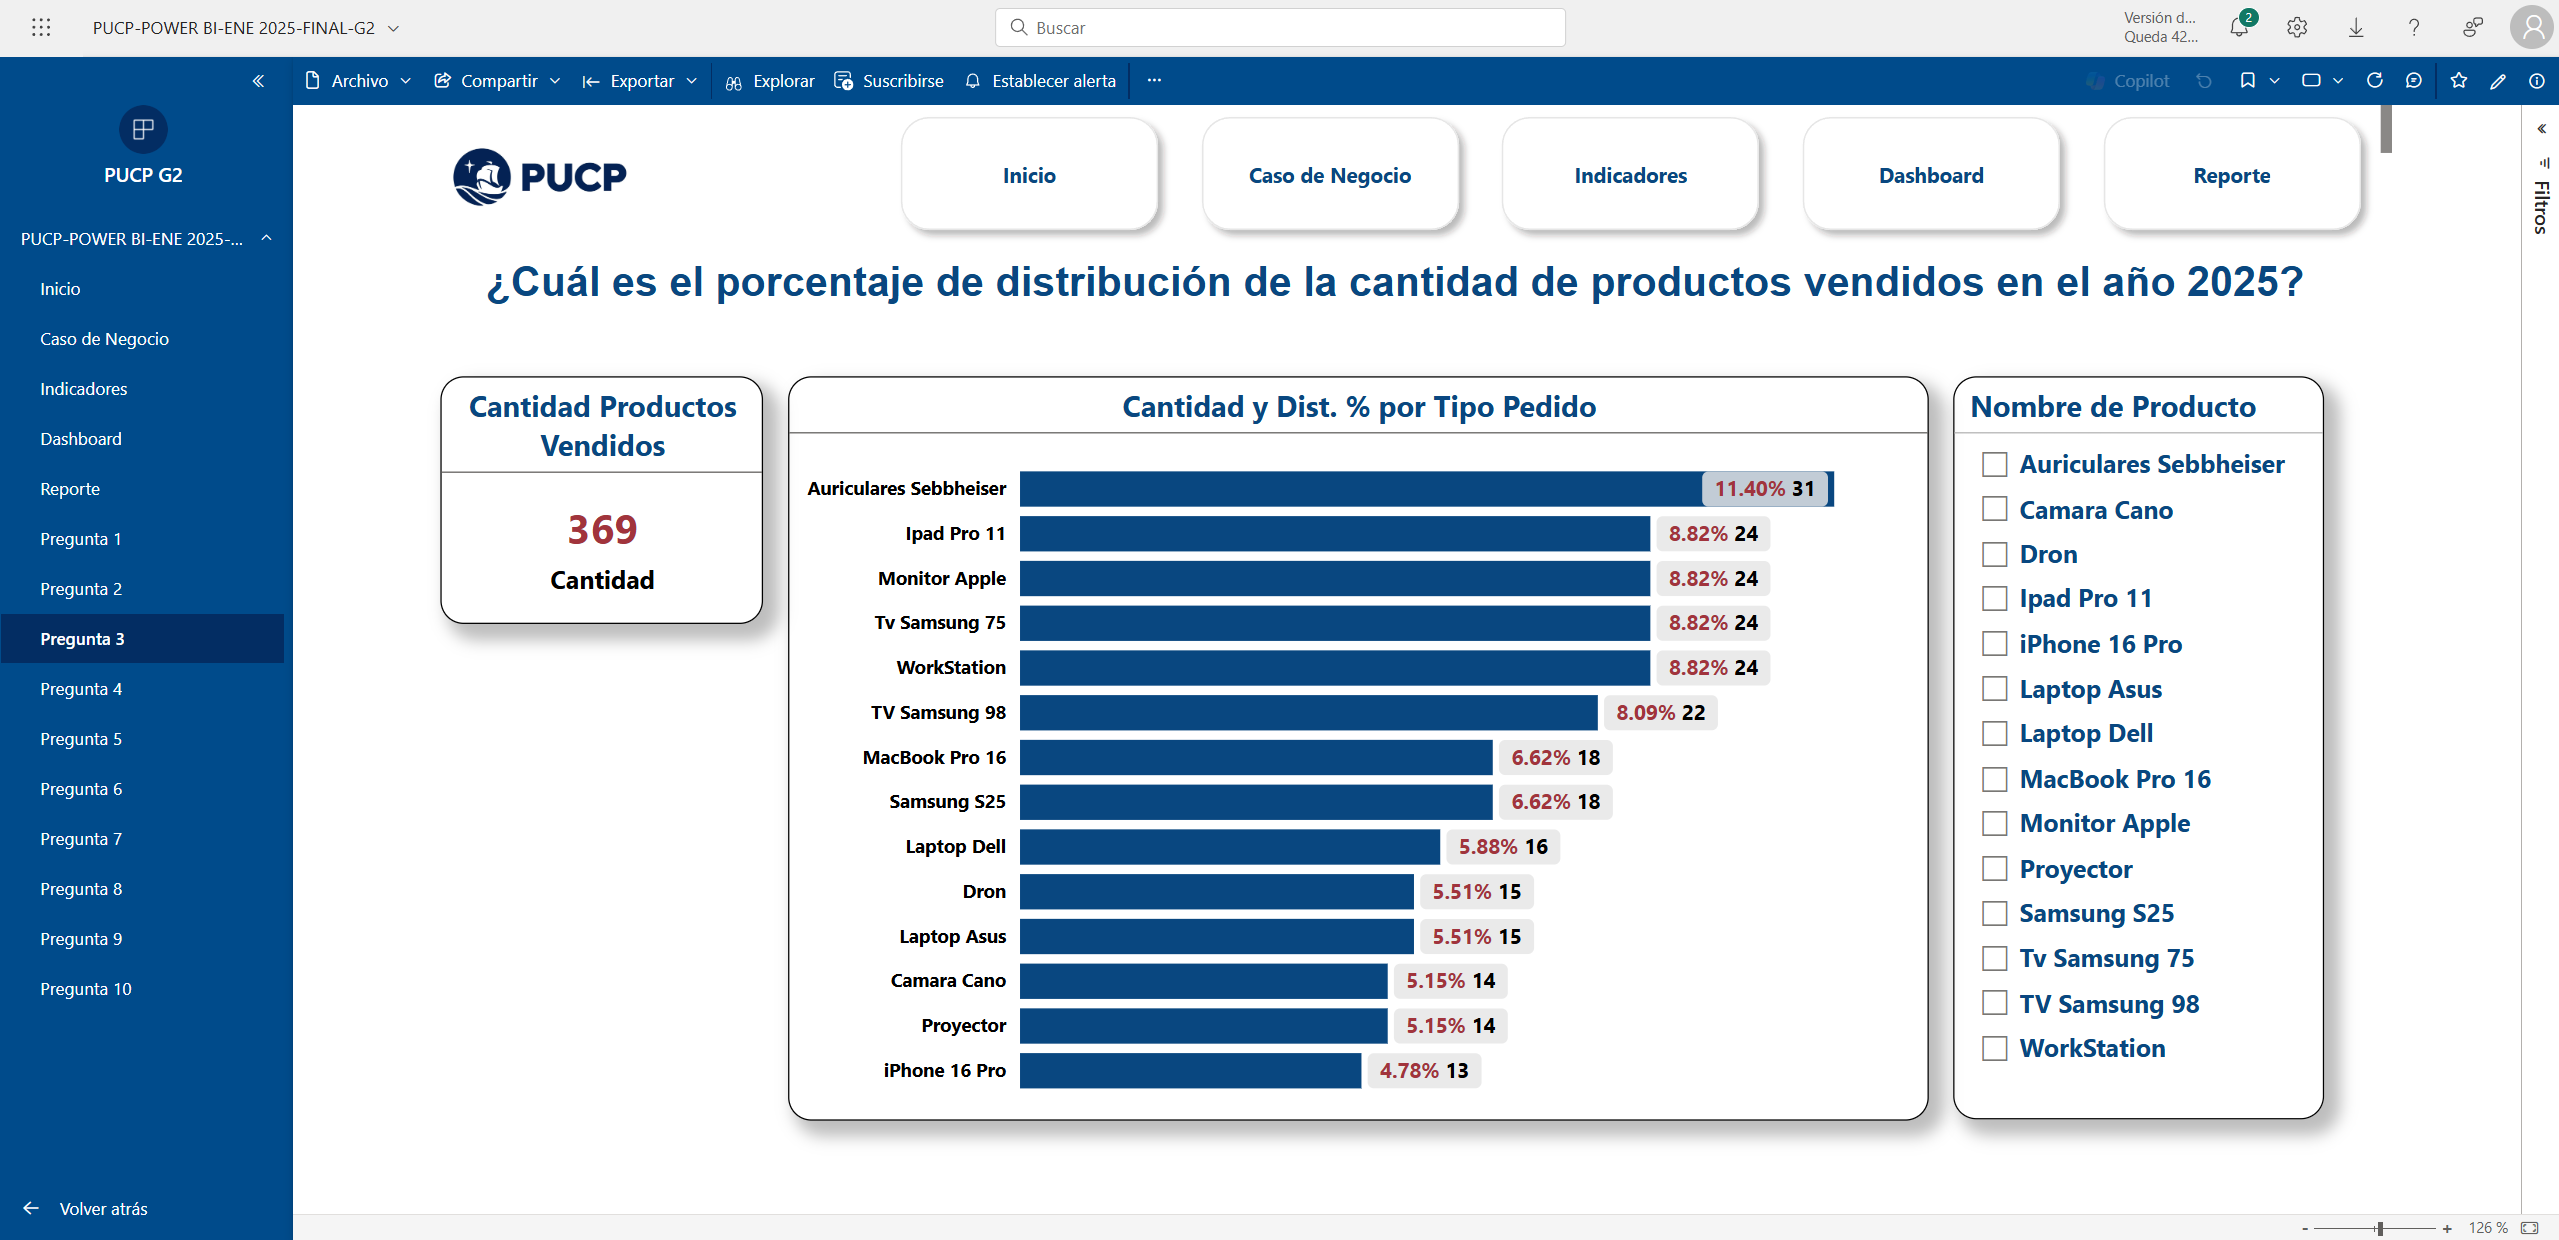 PUCP-POWER BI-ENE 2025-FINAL-G2
Buscar
Versión d...
Queda 42...
2
Archivo
Compartir
Exportar
Explorar
Suscribirse
Establecer alerta
...
Copilot
PUCP G2
PUCP-POWER BI-ENE 2025-...
Inicio
Caso de Negocio
Indicadores
Dashboard
Reporte
Pregunta 1
Pregunta 2
Pregunta 3
Pregunta 4
Pregunta 5
Pregunta 6
Pregunta 7
Pregunta 8
Pregunta 9
Pregunta 10
Volver atrás
PUCP
Inicio
Caso de Negocio
Indicadores
Dashboard
Reporte
Filtros
¿Cuál es el porcentaje de distribución de la cantidad de productos vendidos en el año 2025?
Cantidad Productos
Vendidos
369
Cantidad
Cantidad y Dist. % por Tipo Pedido
Auriculares Sebbheiser 11.40% 31
Ipad Pro 11 8.82% 24
Monitor Apple 8.82% 24
Tv Samsung 75 8.82% 24
WorkStation 8.82% 24
TV Samsung 98 8.09% 22
MacBook Pro 16 6.62% 18
Samsung S25 6.62% 18
Laptop Dell 5.88% 16
Dron 5.51% 15
Laptop Asus 5.51% 15
Camara Cano 5.15% 14
Proyector 5.15% 14
iPhone 16 Pro 4.78% 13
Nombre de Producto
Auriculares Sebbheiser
Camara Cano
Dron
Ipad Pro 11
iPhone 16 Pro
Laptop Asus
Laptop Dell
MacBook Pro 16
Monitor Apple
Proyector
Samsung S25
Tv Samsung 75
TV Samsung 98
WorkStation
- + 126 %